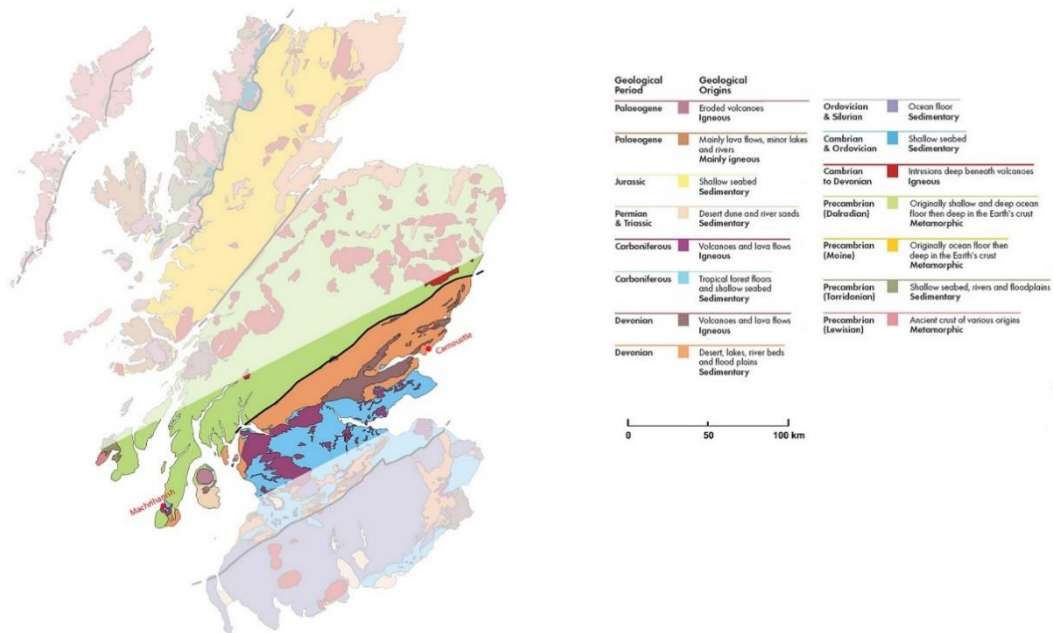 Carnoustie
Machrihanish
Geological
Period
Geological
Origins
Palaeogene
Eroded volcanoes
Igneous
Palaeogene
Mainly lava flows, minor lakes
and rivers
Mainly igneous
Jurassic
Shallow seabed
Sedimentary
Permian
& Triassic
Desert dune and river sands
Sedimentary
Carboniferous
Volcanoes and lava flows
Igneous
Carboniferous
Tropical forest floors
and shallow seabed
Sedimentary
Devonian
Volcanoes and lava flows
Igneous
Devonian
Desert, lakes, river beds
and flood plains
Sedimentary
Ordovician
& Silurian
Ocean floor
Sedimentary
Cambrian
& Ordovician
Shallow seabed
Sedimentary
Cambrian
to Devonian
Intrusions deep beneath volcanoes
Igneous
Precambrian
(Dalradian)
Originally shallow and deep ocean
floor then deep in the Earth's crust
Metamorphic
Precambrian
(Moine)
Originally ocean floor then
deep in the Earth's crust
Metamorphic
Precambrian
(Torridonian)
Shallow seabed, rivers and floodplains
Sedimentary
Precambrian
(Lewisian)
Ancient crust of various origins
Metamorphic
0 50 100 km